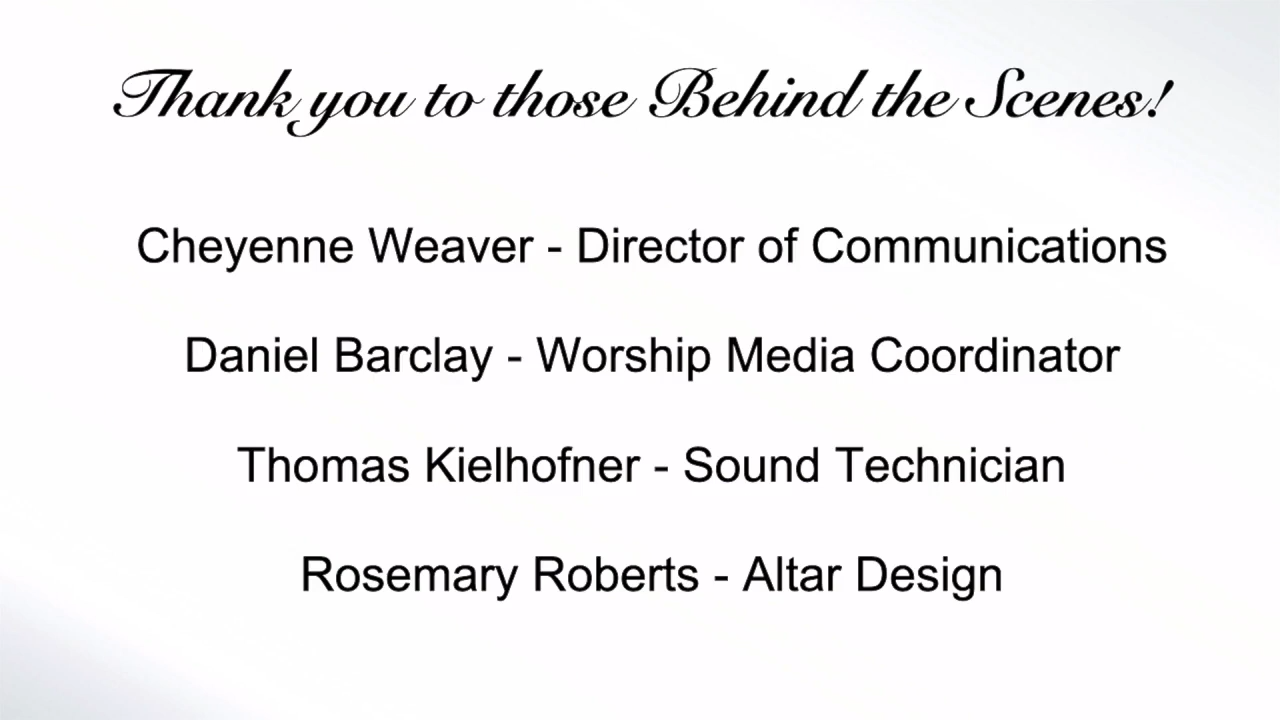 Thank you to those Behind the Scenes!
Cheyenne Weaver - Director of Communications
Daniel Barclay - Worship Media Coordinator
Thomas Kielhofner - Sound Technician
Rosemary Roberts - Altar Design